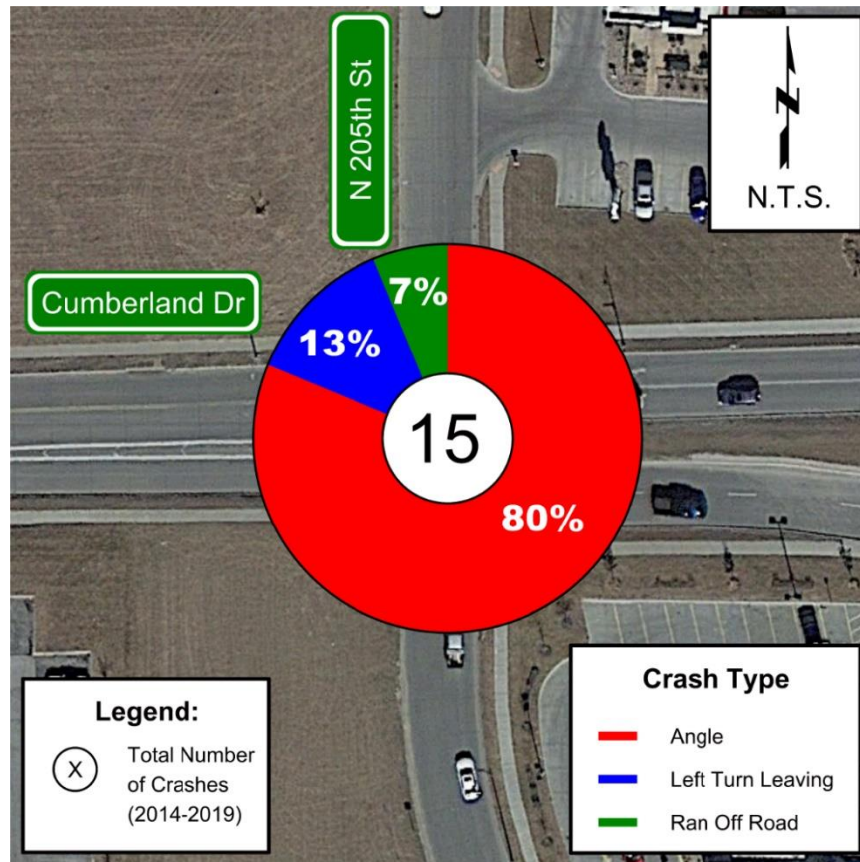 N 205th St
N
N.T.S.
Cumberland Dr
7%
13%
15
80%
Legend:
X
Total Number
of Crashes
(2014-2019)
Crash Type
Angle
Left Turn Leaving
Ran Off Road